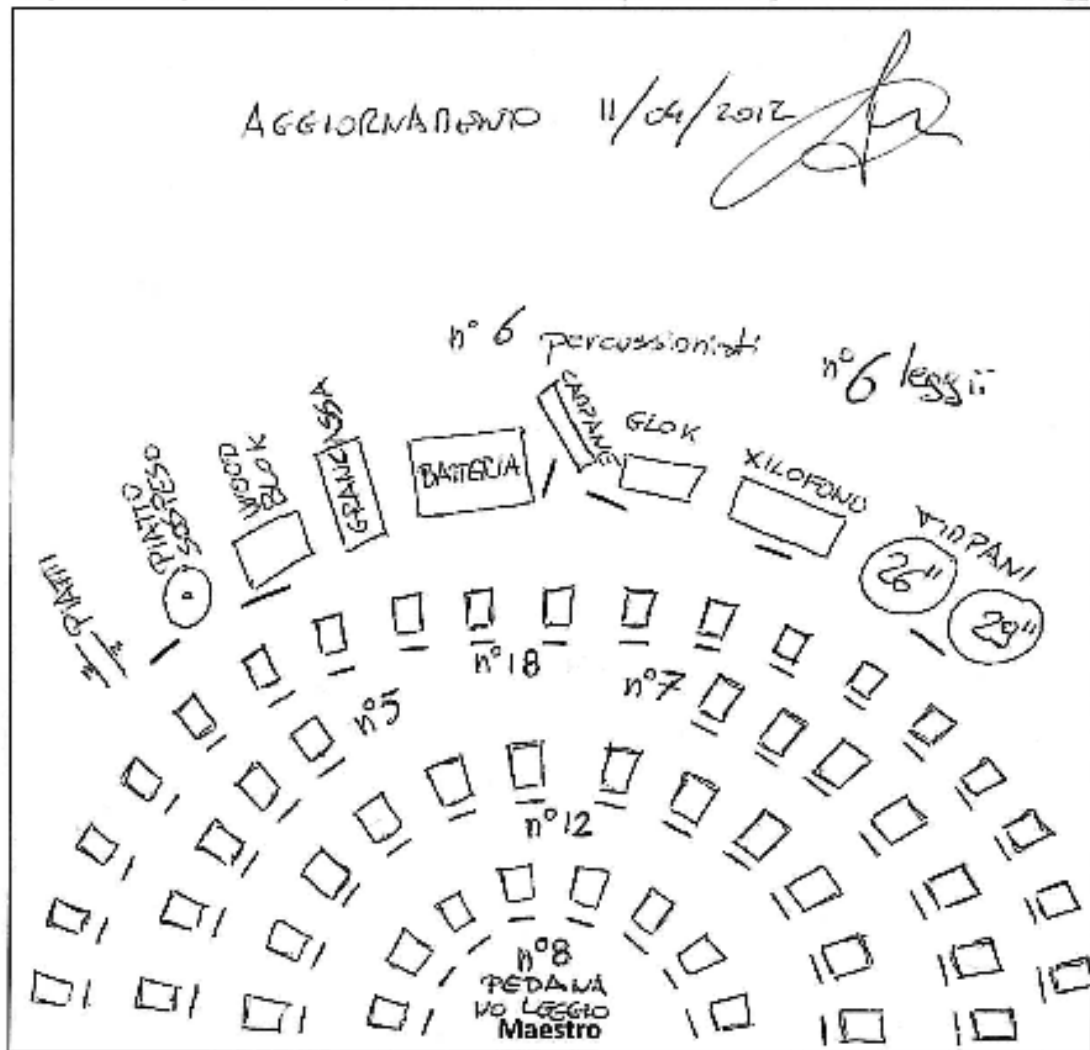 AGGIORNAMENTO 11/04/2012
n° 6 percussionisti
n° 6 leggii
PIATTI
PIATTO
SOSPESO
WOOD
BLOK
GRANCASSA
BATTERIA
CAMPANE
GLOK
XILOFONO
TIMPANI
26"
29"
n° 18
n° 5
n° 7
n° 12
n° 8
PEDANA
NO LEGGIO
Maestro